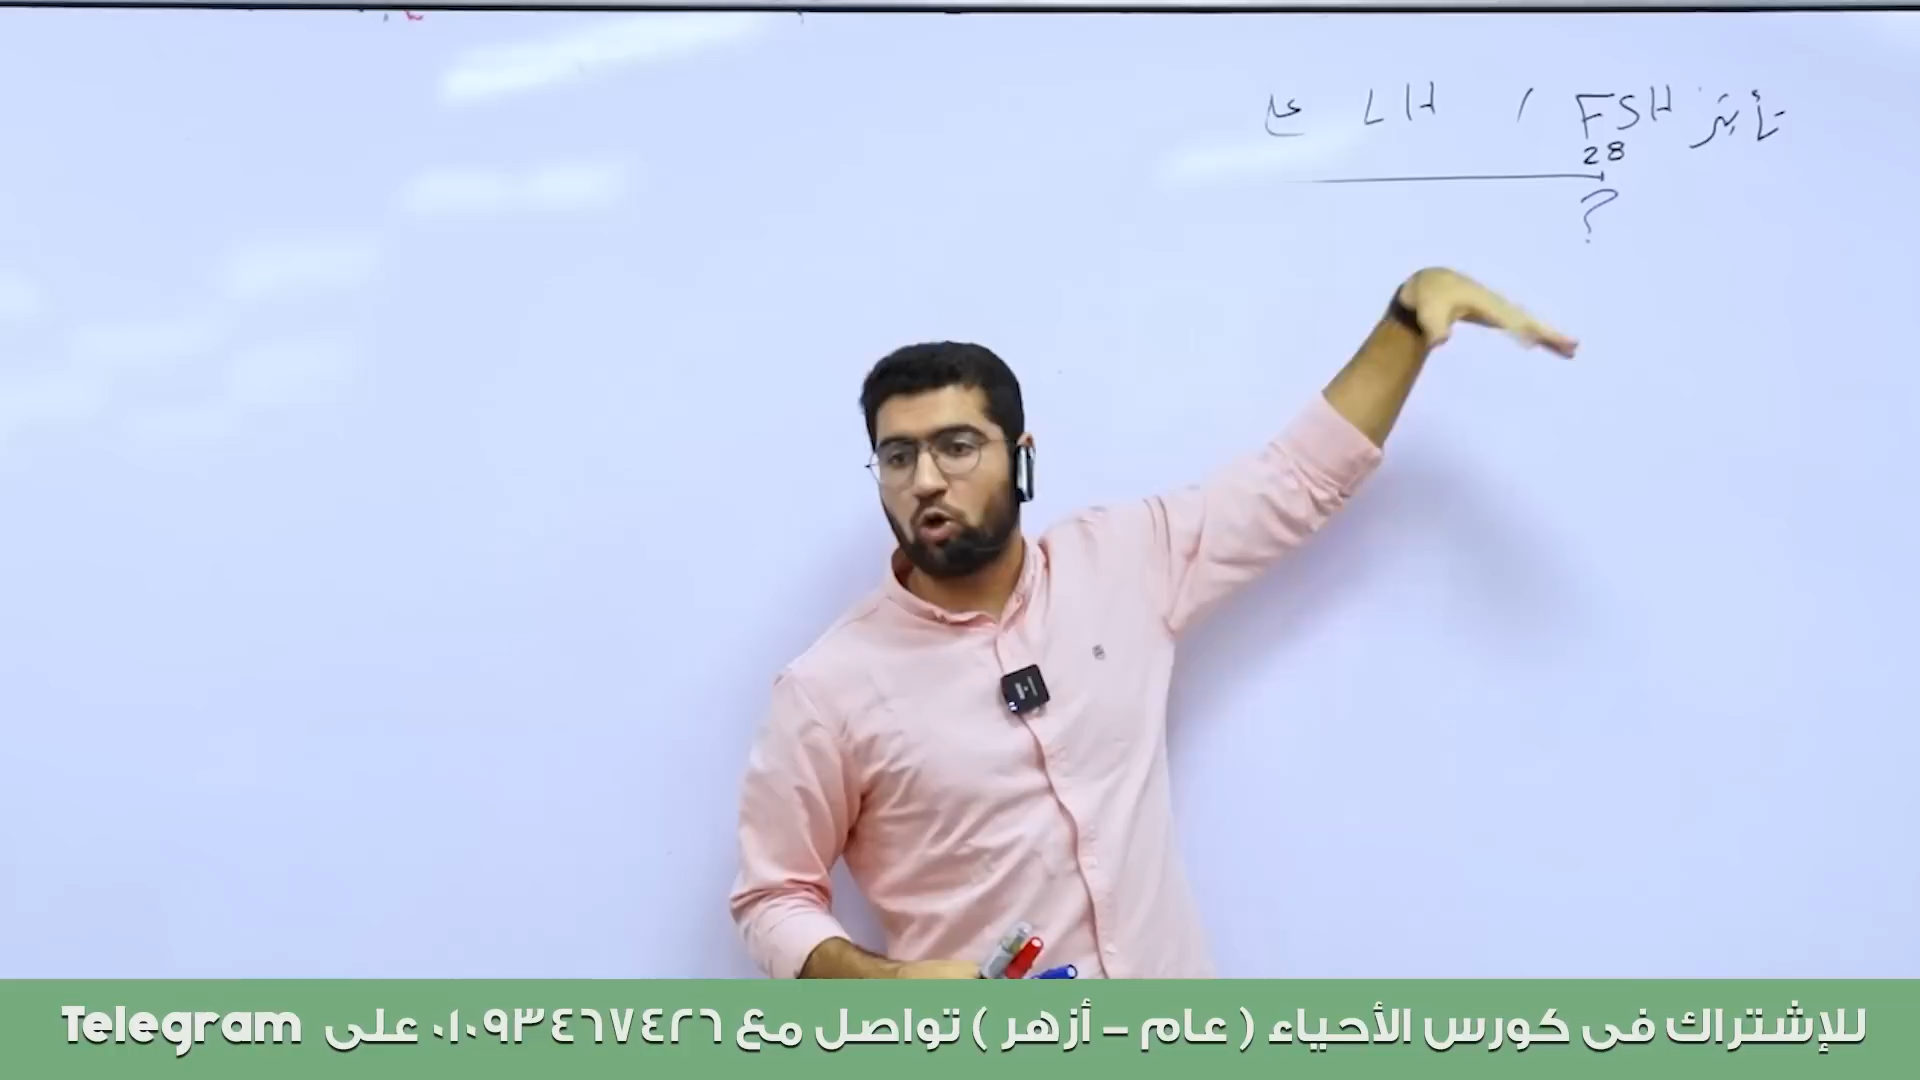 تأثير FSH / LH على
28
?
للإشتراك فى كورس الأحياء ( عام - أزهر ) تواصل مع ٠١٠٩٣٤٦٧٤٢٦ على Telegram